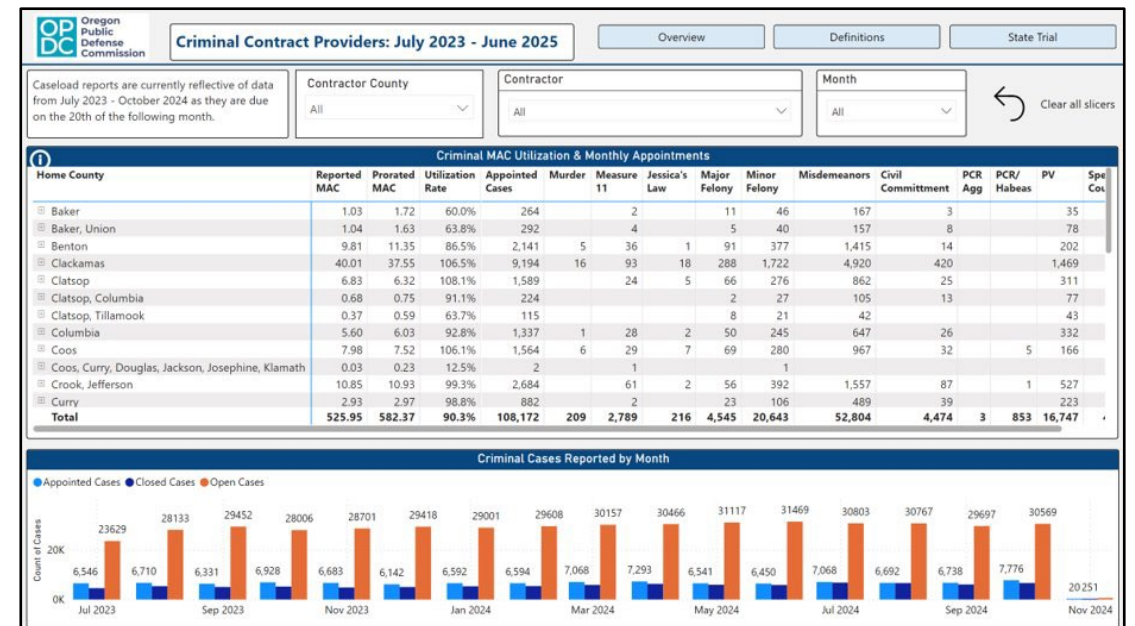 OP Oregon
DC Public
Defense
Commission
Criminal Contract Providers: July 2023 - June 2025
Overview
Definitions
State Trial
Caseload reports are currently reflective of data
from July 2023 - October 2024 as they are due
on the 20th of the following month.
Contractor County
All
Contractor
All
Month
All
Clear all slicers
Criminal MAC Utilization & Monthly Appointments
Home County Reported MAC Prorated MAC Utilization Rate Appointed Cases Murder Measure 11 Jessica's Law Major Felony Minor Felony Misdemeanors Civil Committment PCR Agg PCR/ Habeas PV Spe Cou
Baker 1.03 1.72 60.0% 264 2 11 46 167 3 35
Baker, Union 1.04 1.63 63.8% 292 4 5 40 157 8 78
Benton 9.81 11.35 86.5% 2,141 5 36 1 91 377 1,415 14 202
Clackamas 40.01 37.55 106.5% 9,194 16 93 18 288 1,722 4,920 420 1,469
Clatsop 6.83 6.32 108.1% 1,589 24 5 66 276 862 25 311
Clatsop, Columbia 0.68 0.75 91.1% 224 2 27 105 13 77
Clatsop, Tillamook 0.37 0.59 63.7% 115 8 21 42 43
Columbia 5.60 6.03 92.8% 1,337 1 28 2 50 245 647 26 332
Coos 7.98 7.52 106.1% 1,564 6 29 7 69 280 967 32 5 166
Coos, Curry, Douglas, Jackson, Josephine, Klamath 0.03 0.23 12.5% 2 1 1
Crook, Jefferson 10.85 10.93 99.3% 2,684 61 2 56 392 1,557 87 1 527
Curry 2.93 2.97 98.8% 882 2 23 106 489 39 223
Total 525.95 582.37 90.3% 108,172 209 2,789 216 4,545 20,643 52,804 4,474 3 853 16,747
Criminal Cases Reported by Month
Appointed Cases Closed Cases Open Cases
Count of Cases
20K
0K
23629 28133 29452 28006 28701 29418 29001 29608 30157 30466 31117 31469 30803 30767 29697 30569
6,546 6,710 6,331 6,928 6,683 6,142 6,592 6,594 7,068 7,293 6,541 6,450 7,068 6,692 6,738 7,776 20 251
Jul 2023 Sep 2023 Nov 2023 Jan 2024 Mar 2024 May 2024 Jul 2024 Sep 2024 Nov 2024